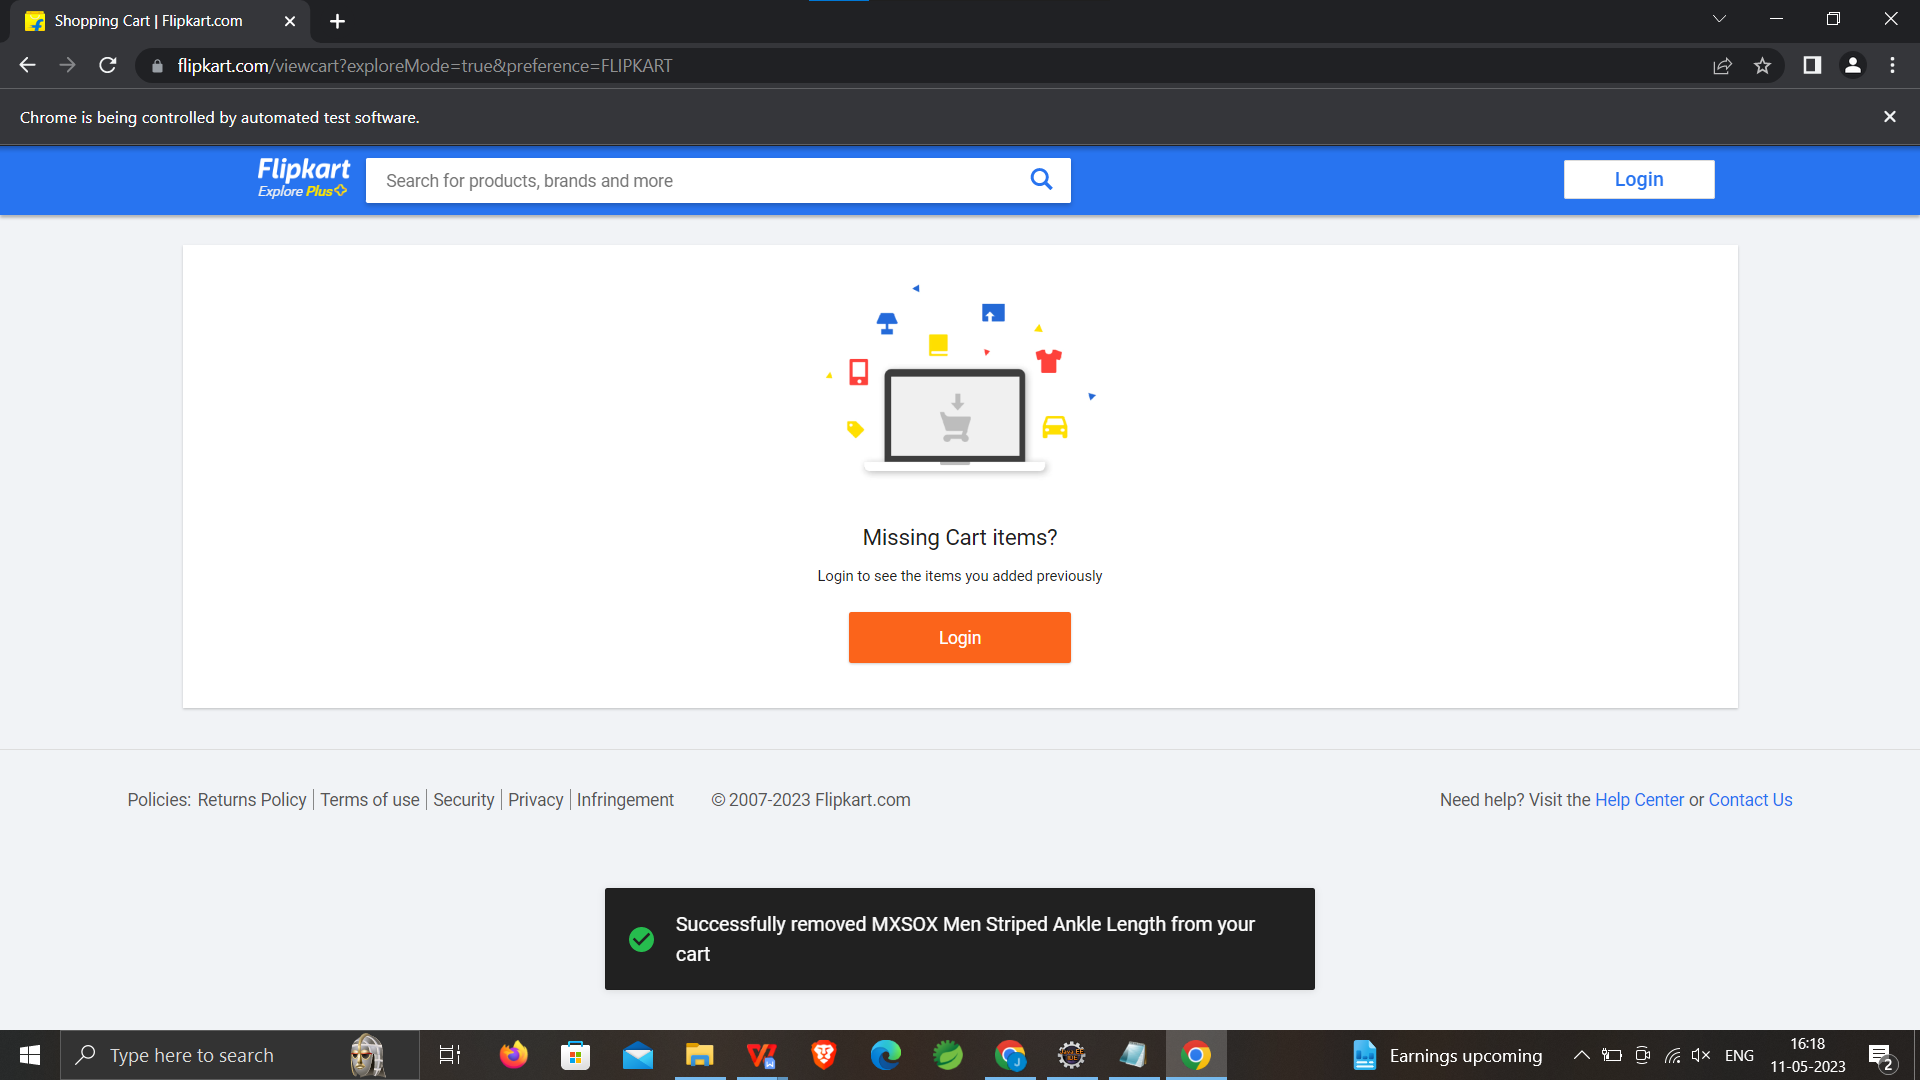 Shopping Cart | Flipkart.com
flipkart.com/viewcart?exploreMode=true&preference=FLIPKART
Chrome is being controlled by automated test software.
Flipkart
Explore Plus
Search for products, brands and more
Login
Missing Cart items?
Login to see the items you added previously
Login
Policies: Returns Policy | Terms of use | Security | Privacy | Infringement © 2007-2023 Flipkart.com Need help? Visit the Help Center or Contact Us
Successfully removed MXSOX Men Striped Ankle Length from your
cart
Type here to search
Earnings upcoming
ENG
16:18
11-05-2023
2